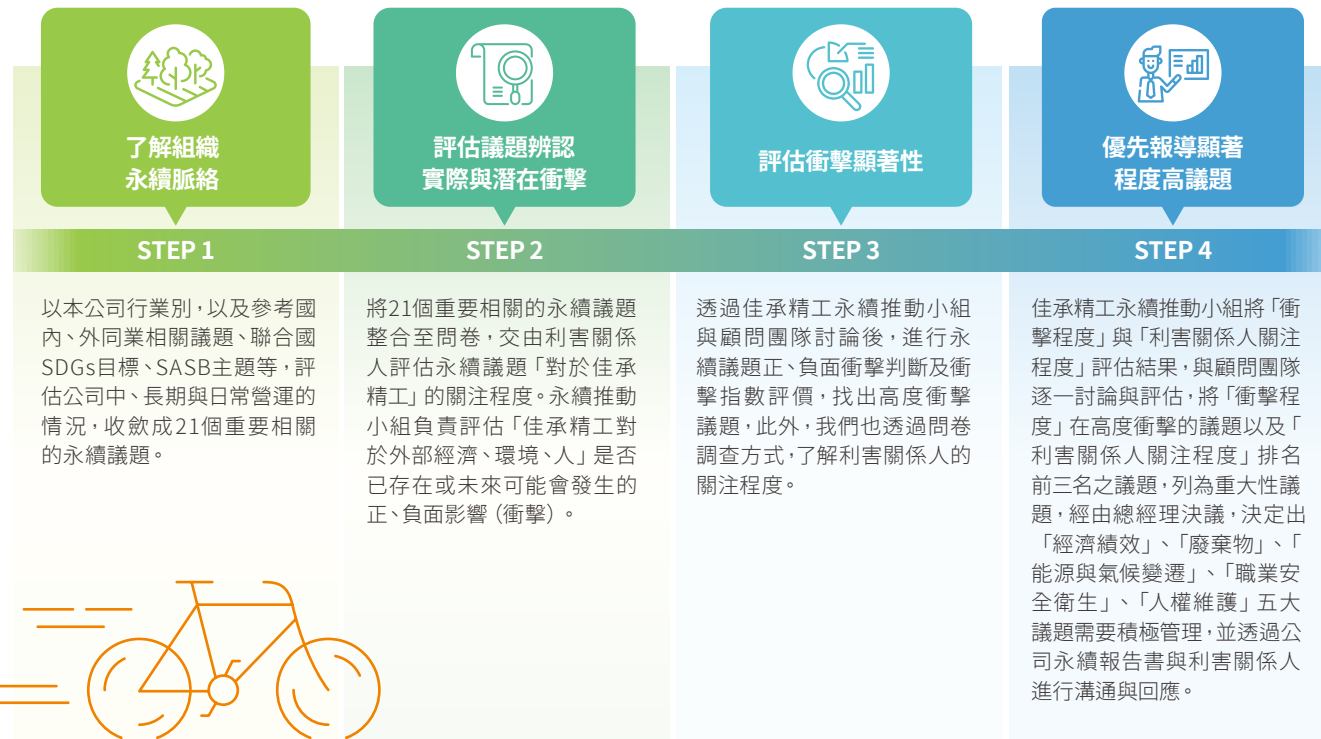 了解組織
永續脈絡
STEP 1
以本公司行業別，以及參考國
內、外同業相關議題、聯合國
SDGs目標、SASB主題等，評
估公司中、長期與日常營運的
情況，收斂成21個重要相關
的永續議題。
評估議題辨認
實際與潛在衝擊
STEP 2
將21個重要相關的永續議題
整合至問卷，交由利害關係
人評估永續議題「對於佳承
精工」的關注程度。永續推動
小組負責評估「佳承精工對
於外部經濟、環境、人」是否
已存在或未來可能會發生的
正、負面影響（衝擊）。
評估衝擊顯著性
STEP 3
透過佳承精工永續推動小組
與顧問團隊討論後，進行永
續議題正、負面衝擊判斷及衝
擊指數評價，找出高度衝擊
議題，此外，我們也透過問卷
調查方式，了解利害關係人的
關注程度。
優先報導顯著
程度高議題
STEP 4
佳承精工永續推動小組將「衝
擊程度」與「利害關係人關注
程度」評估結果，與顧問團隊
逐一討論與評估，將「衝擊程
度」在高度衝擊的議題以及「
利害關係人關注程度」排名
前三名之議題，列為重大性議
題，經由總經理決議，決定出
「經濟績效」、「廢棄物」、「
能源與氣候變遷」、「職業安
全衛生」、「人權維護」五大
議題需要積極管理，並透過公
司永續報告書與利害關係人
進行溝通與回應。